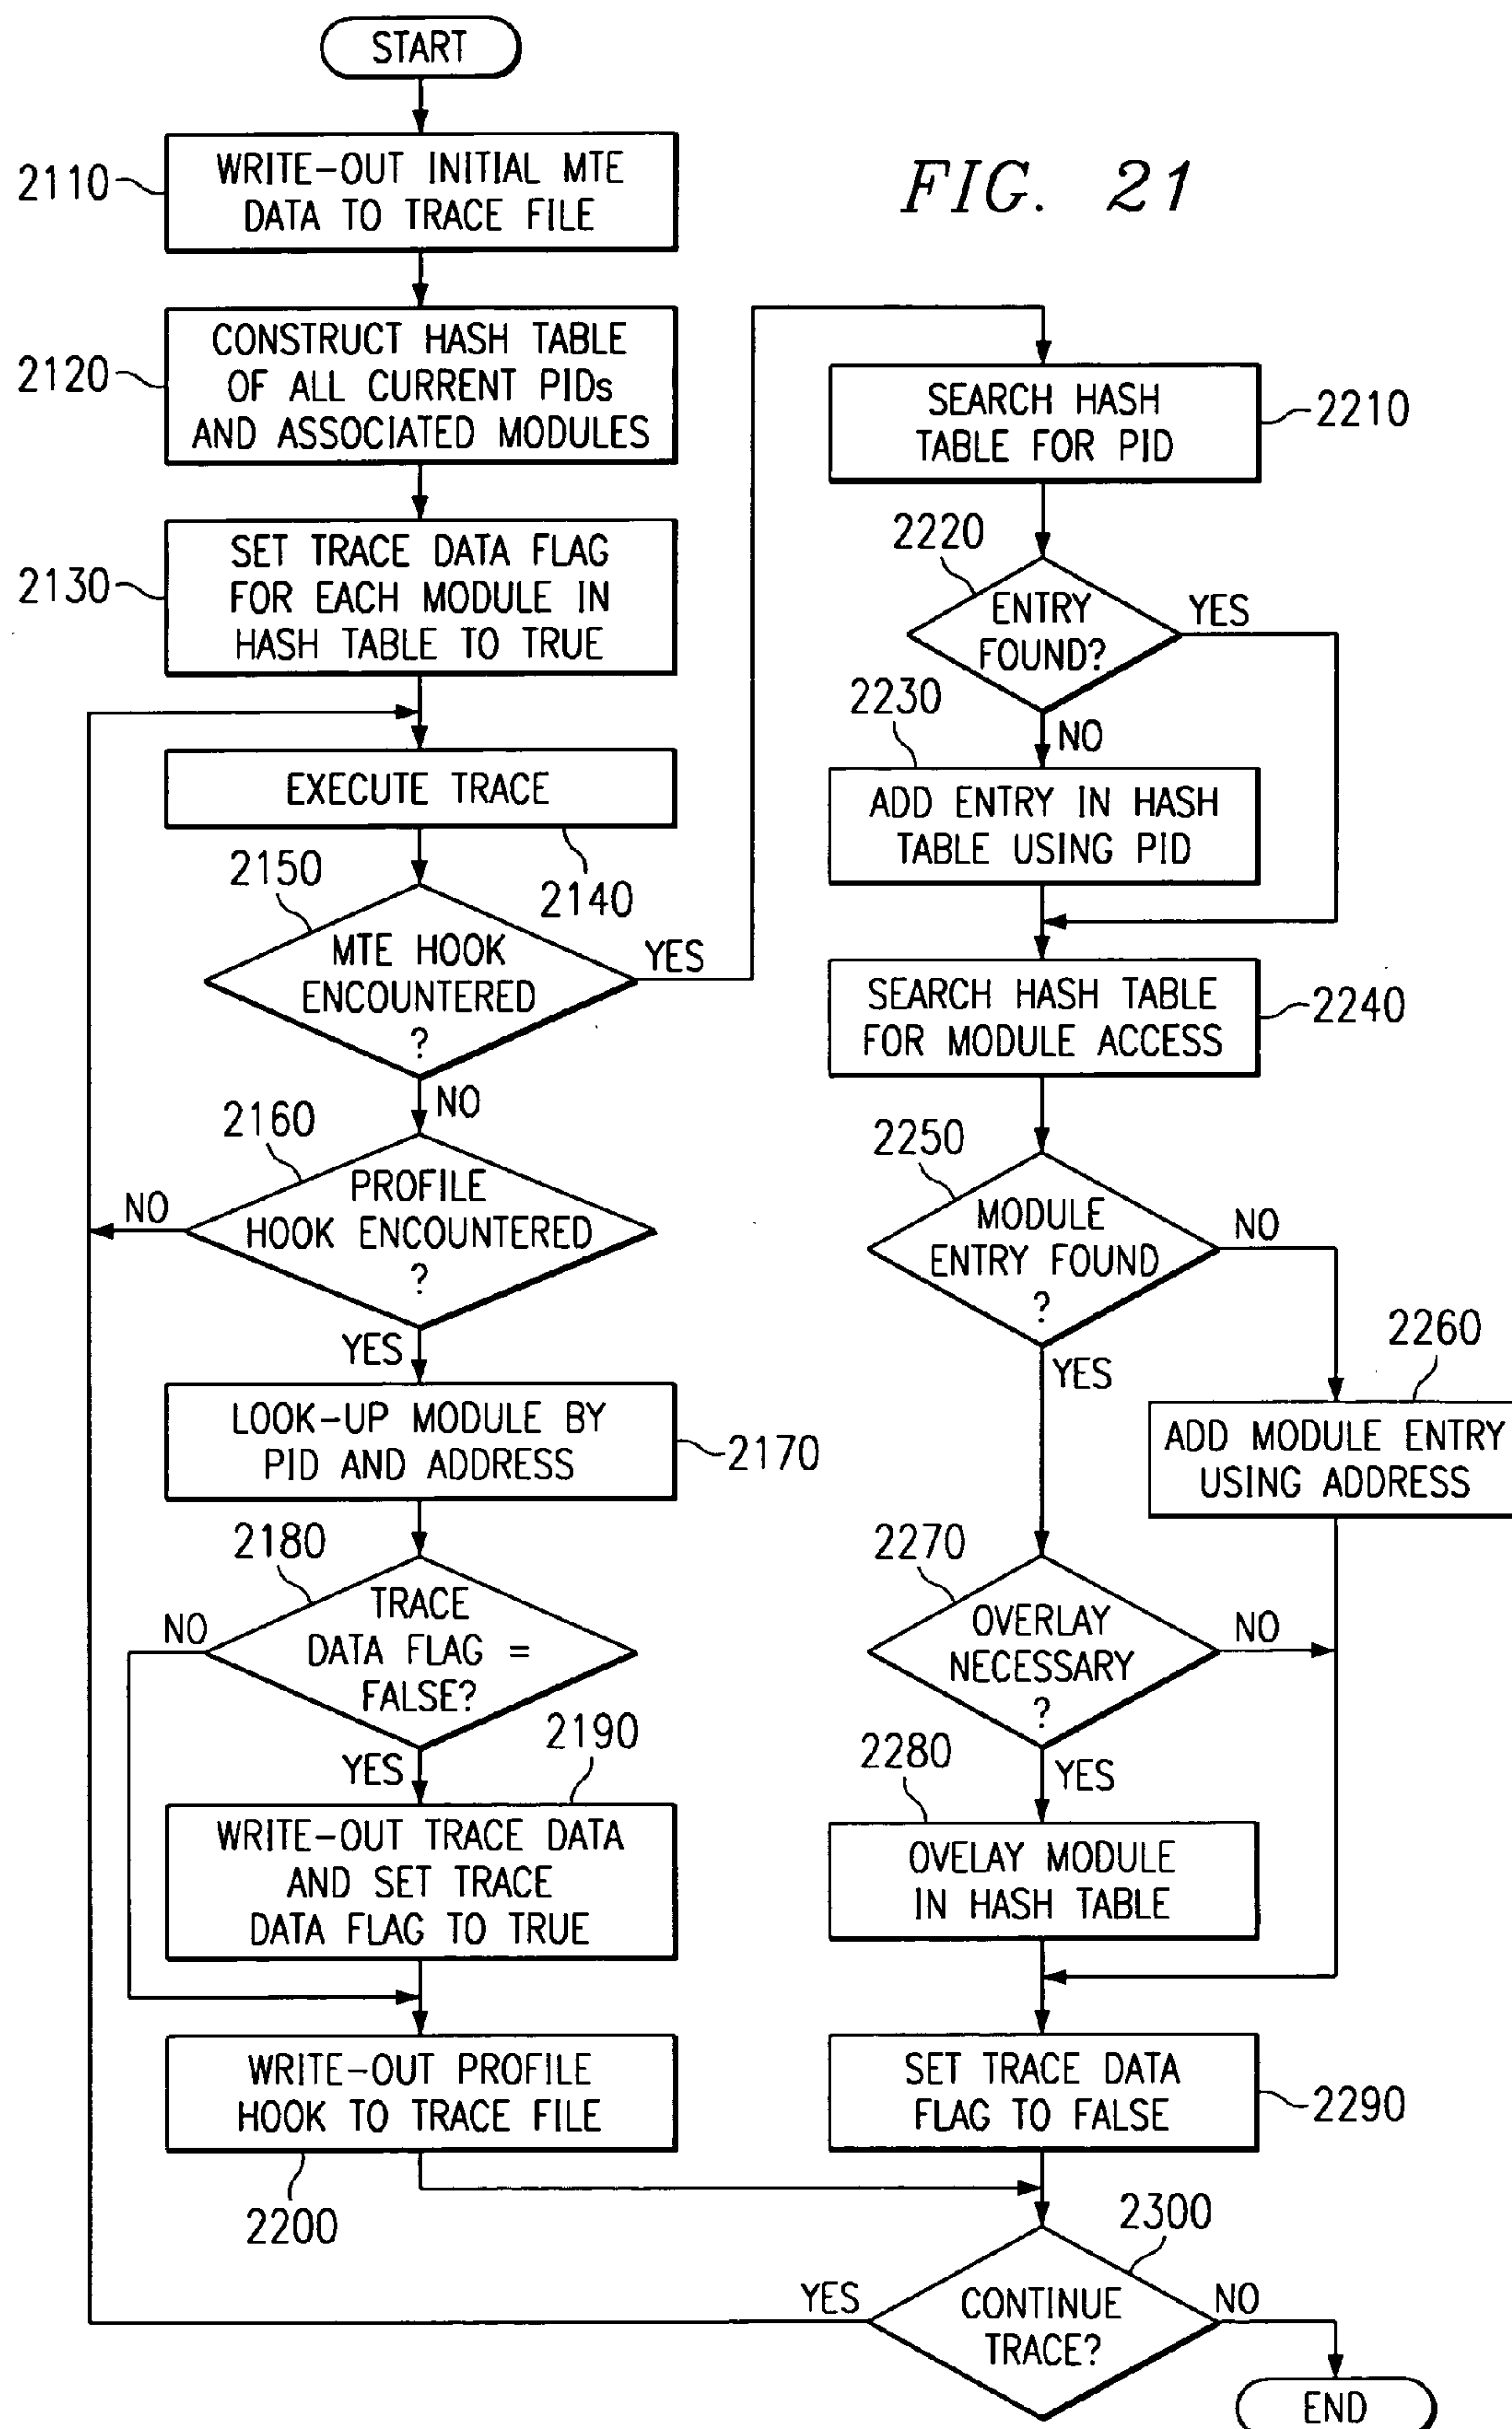 START
FIG. 21
2110
WRITE-OUT INITIAL MTE
DATA TO TRACE FILE
2120
CONSTRUCT HASH TABLE
OF ALL CURRENT PIDs
AND ASSOCIATED MODULES
2130
SET TRACE DATA FLAG
FOR EACH MODULE IN
HASH TABLE TO TRUE
EXECUTE TRACE
2140
2150
MTE HOOK
ENCOUNTERED
?
YES
NO
2160
PROFILE
HOOK ENCOUNTERED
?
NO
YES
LOOK-UP MODULE BY
PID AND ADDRESS
2170
2180
TRACE
DATA FLAG =
FALSE?
NO
YES
2190
WRITE-OUT TRACE DATA
AND SET TRACE
DATA FLAG TO TRUE
WRITE-OUT PROFILE
HOOK TO TRACE FILE
2200
SEARCH HASH
TABLE FOR PID
2210
2220
ENTRY
FOUND?
YES
NO
2230
ADD ENTRY IN HASH
TABLE USING PID
SEARCH HASH TABLE
FOR MODULE ACCESS
2240
2250
MODULE
ENTRY FOUND
?
NO
YES
2260
ADD MODULE ENTRY
USING ADDRESS
2270
OVERLAY
NECESSARY
?
NO
YES
2280
OVELAY MODULE
IN HASH TABLE
SET TRACE DATA
FLAG TO FALSE
2290
2300
CONTINUE
TRACE?
YES
NO
END